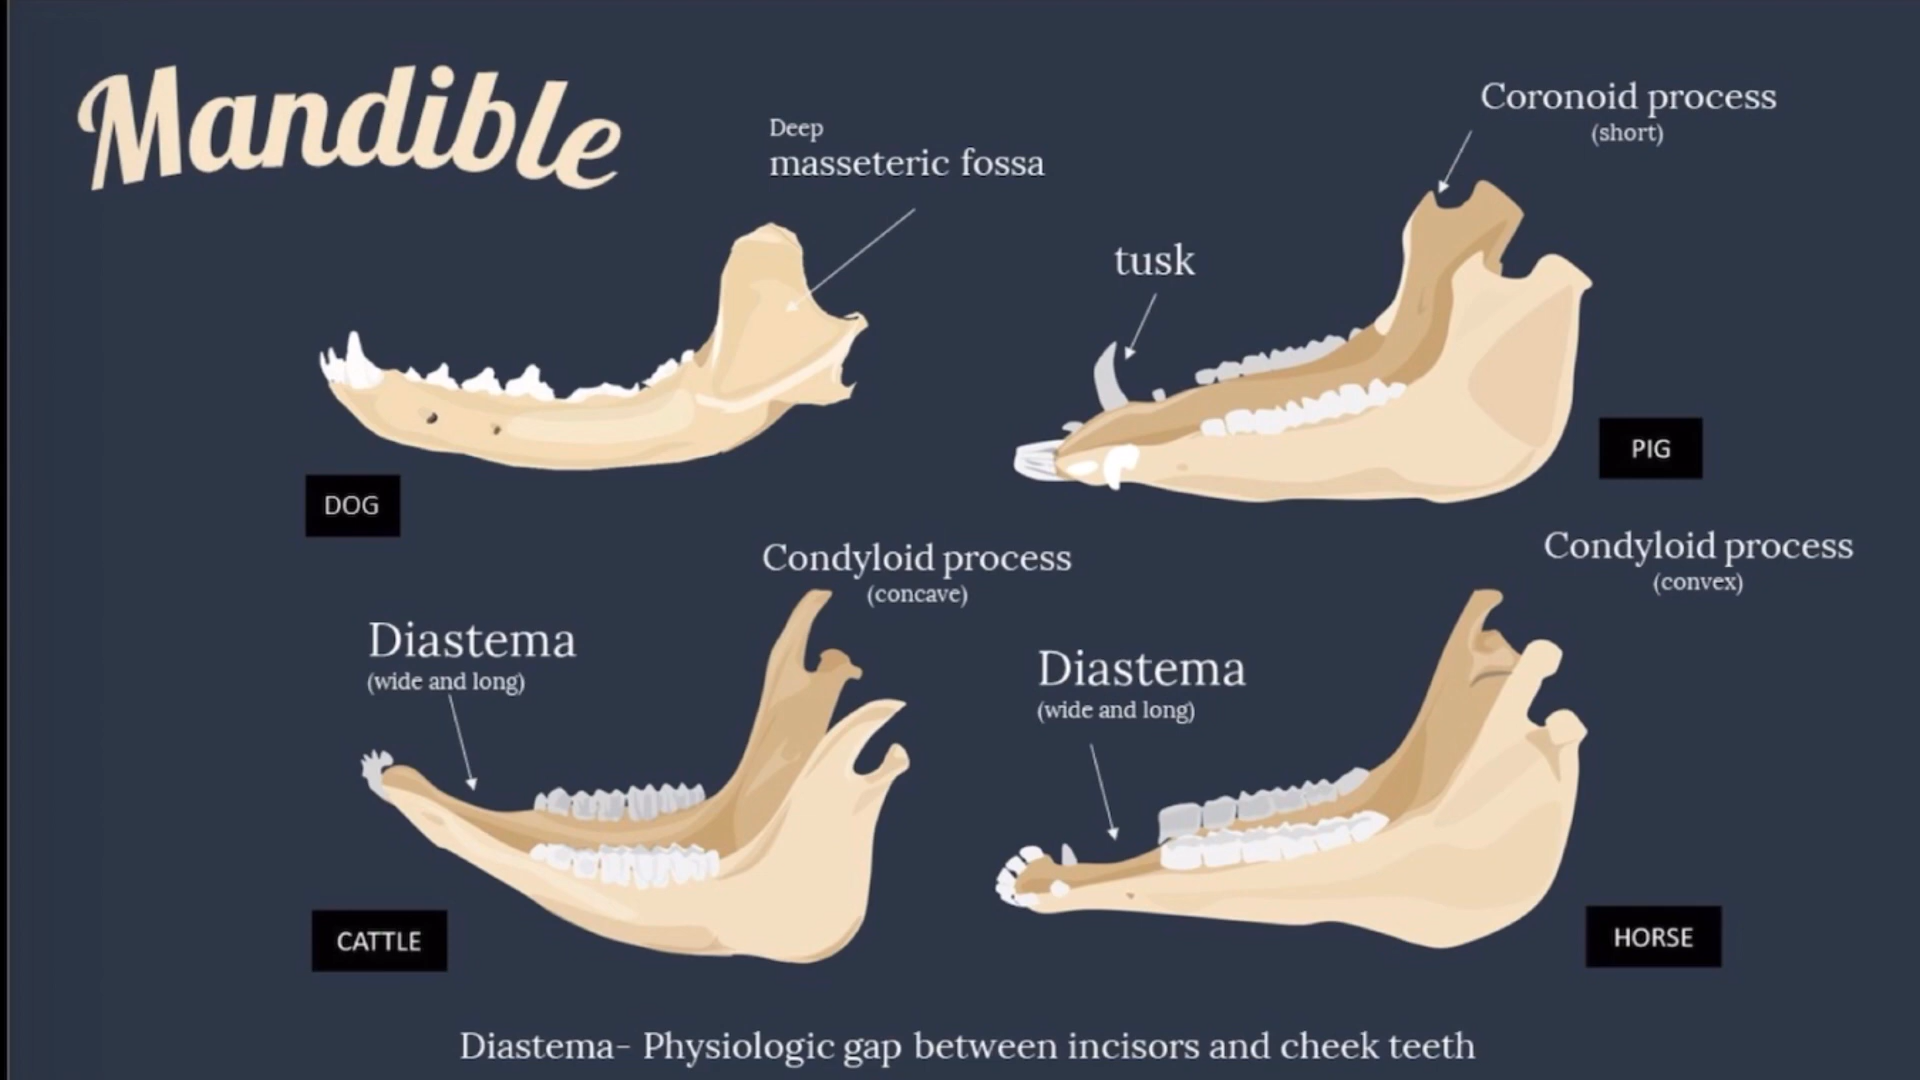 Mandible
Deep
masseteric fossa
Coronoid process
(short)
tusk
PIG
DOG
Condyloid process
(concave)
Condyloid process
(convex)
Diastema
(wide and long)
Diastema
(wide and long)
CATTLE
HORSE
Diastema- Physiologic gap between incisors and cheek teeth